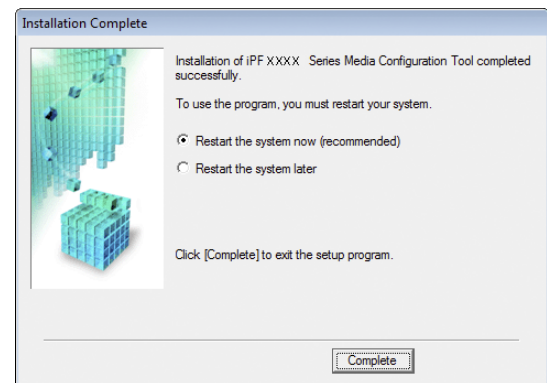 Installation Complete
Installation of iPF XXXX Series Media Configuration Tool completed
successfully.
To use the program, you must restart your system.
Restart the system now (recommended)
Restart the system later
Click [Complete] to exit the setup program.
Complete